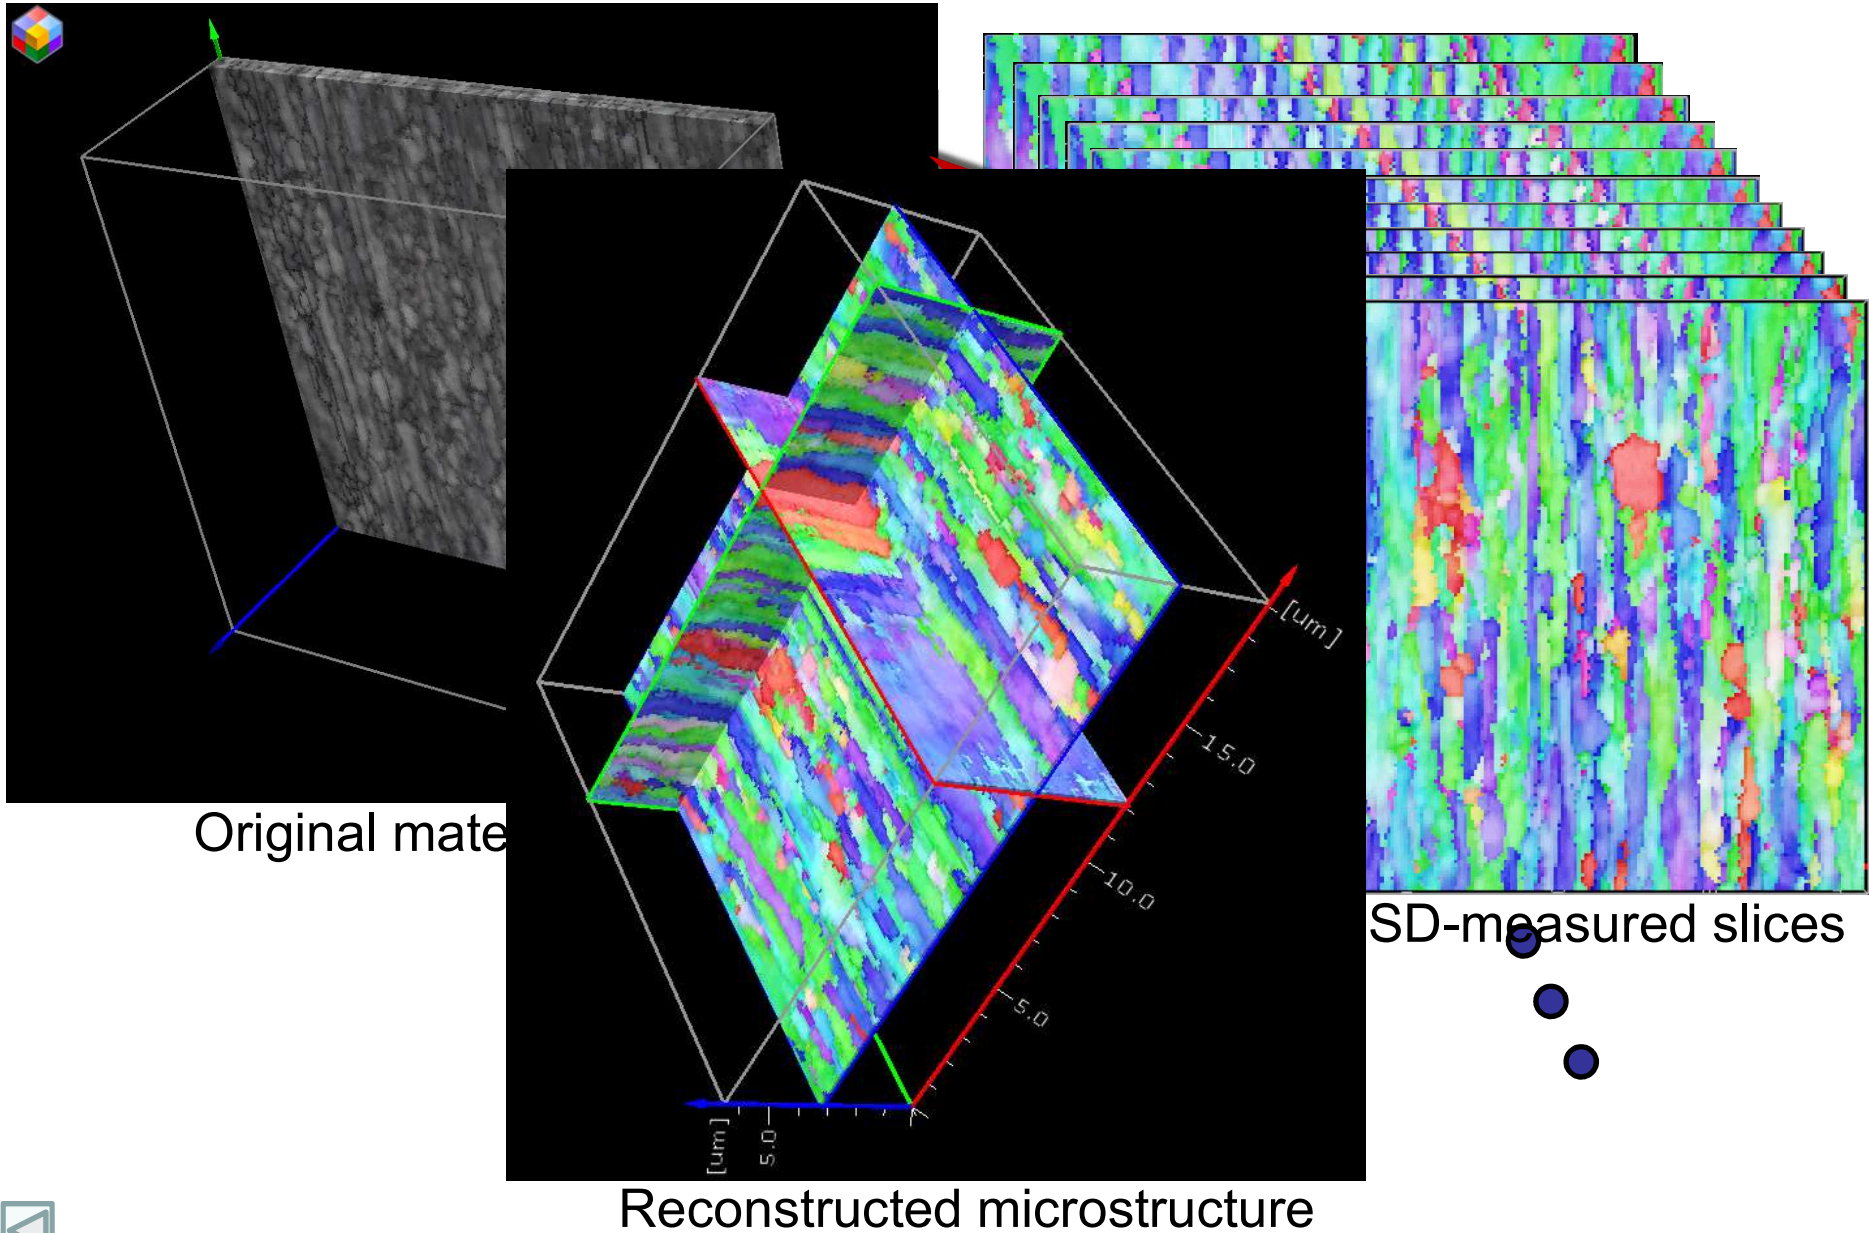 Original mate
SD-measured slices
[um]
15.0
10.0
5.0
[um]
5.0
Reconstructed microstructure